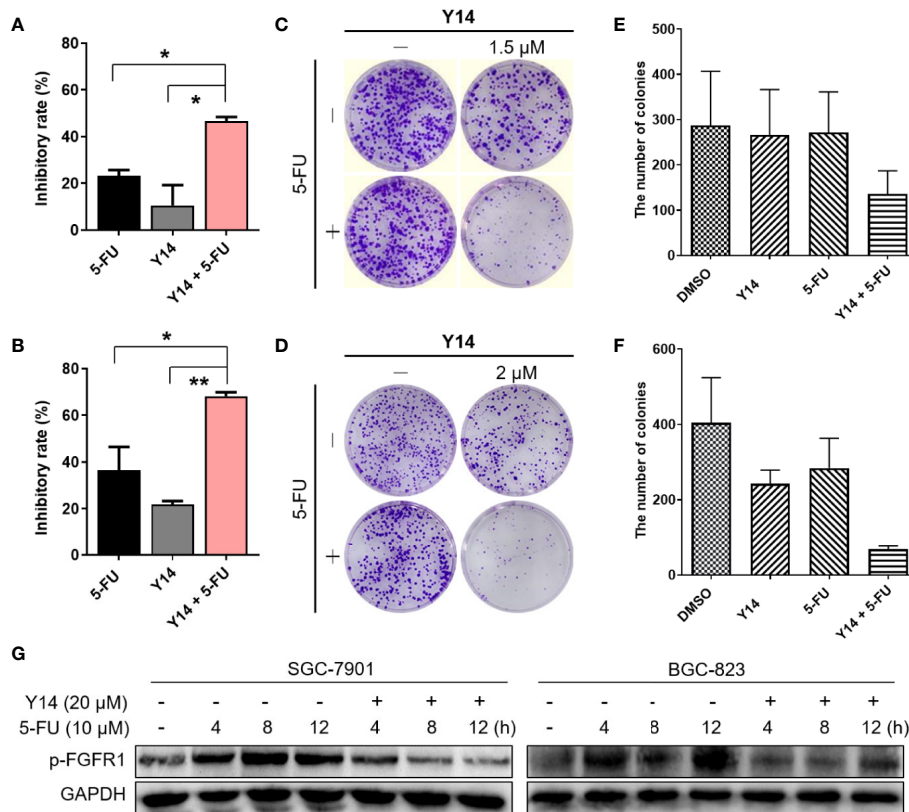 A
80
60
40
20
0
Inhibitory rate (%)
*
*
5-FU
Y14
Y14 + 5-FU
C
Y14
—
1.5 μM
5-FU
—
+
E
500
400
300
200
100
0
The number of colonies
DMSO
Y14
5-FU
Y14 + 5-FU
B
80
60
40
20
0
Inhibitory rate (%)
*
**
5-FU
Y14
Y14 + 5-FU
D
Y14
—
2 μM
5-FU
—
+
F
600
400
200
0
The number of colonies
DMSO
Y14
5-FU
Y14 + 5-FU
G
SGC-7901 BGC-823
Y14 (20 μM) - - - - + + + - - - - + + +
5-FU (10 μM) - 4 8 12 4 8 12 (h) - 4 8 12 4 8 12 (h)
p-FGFR1
GAPDH